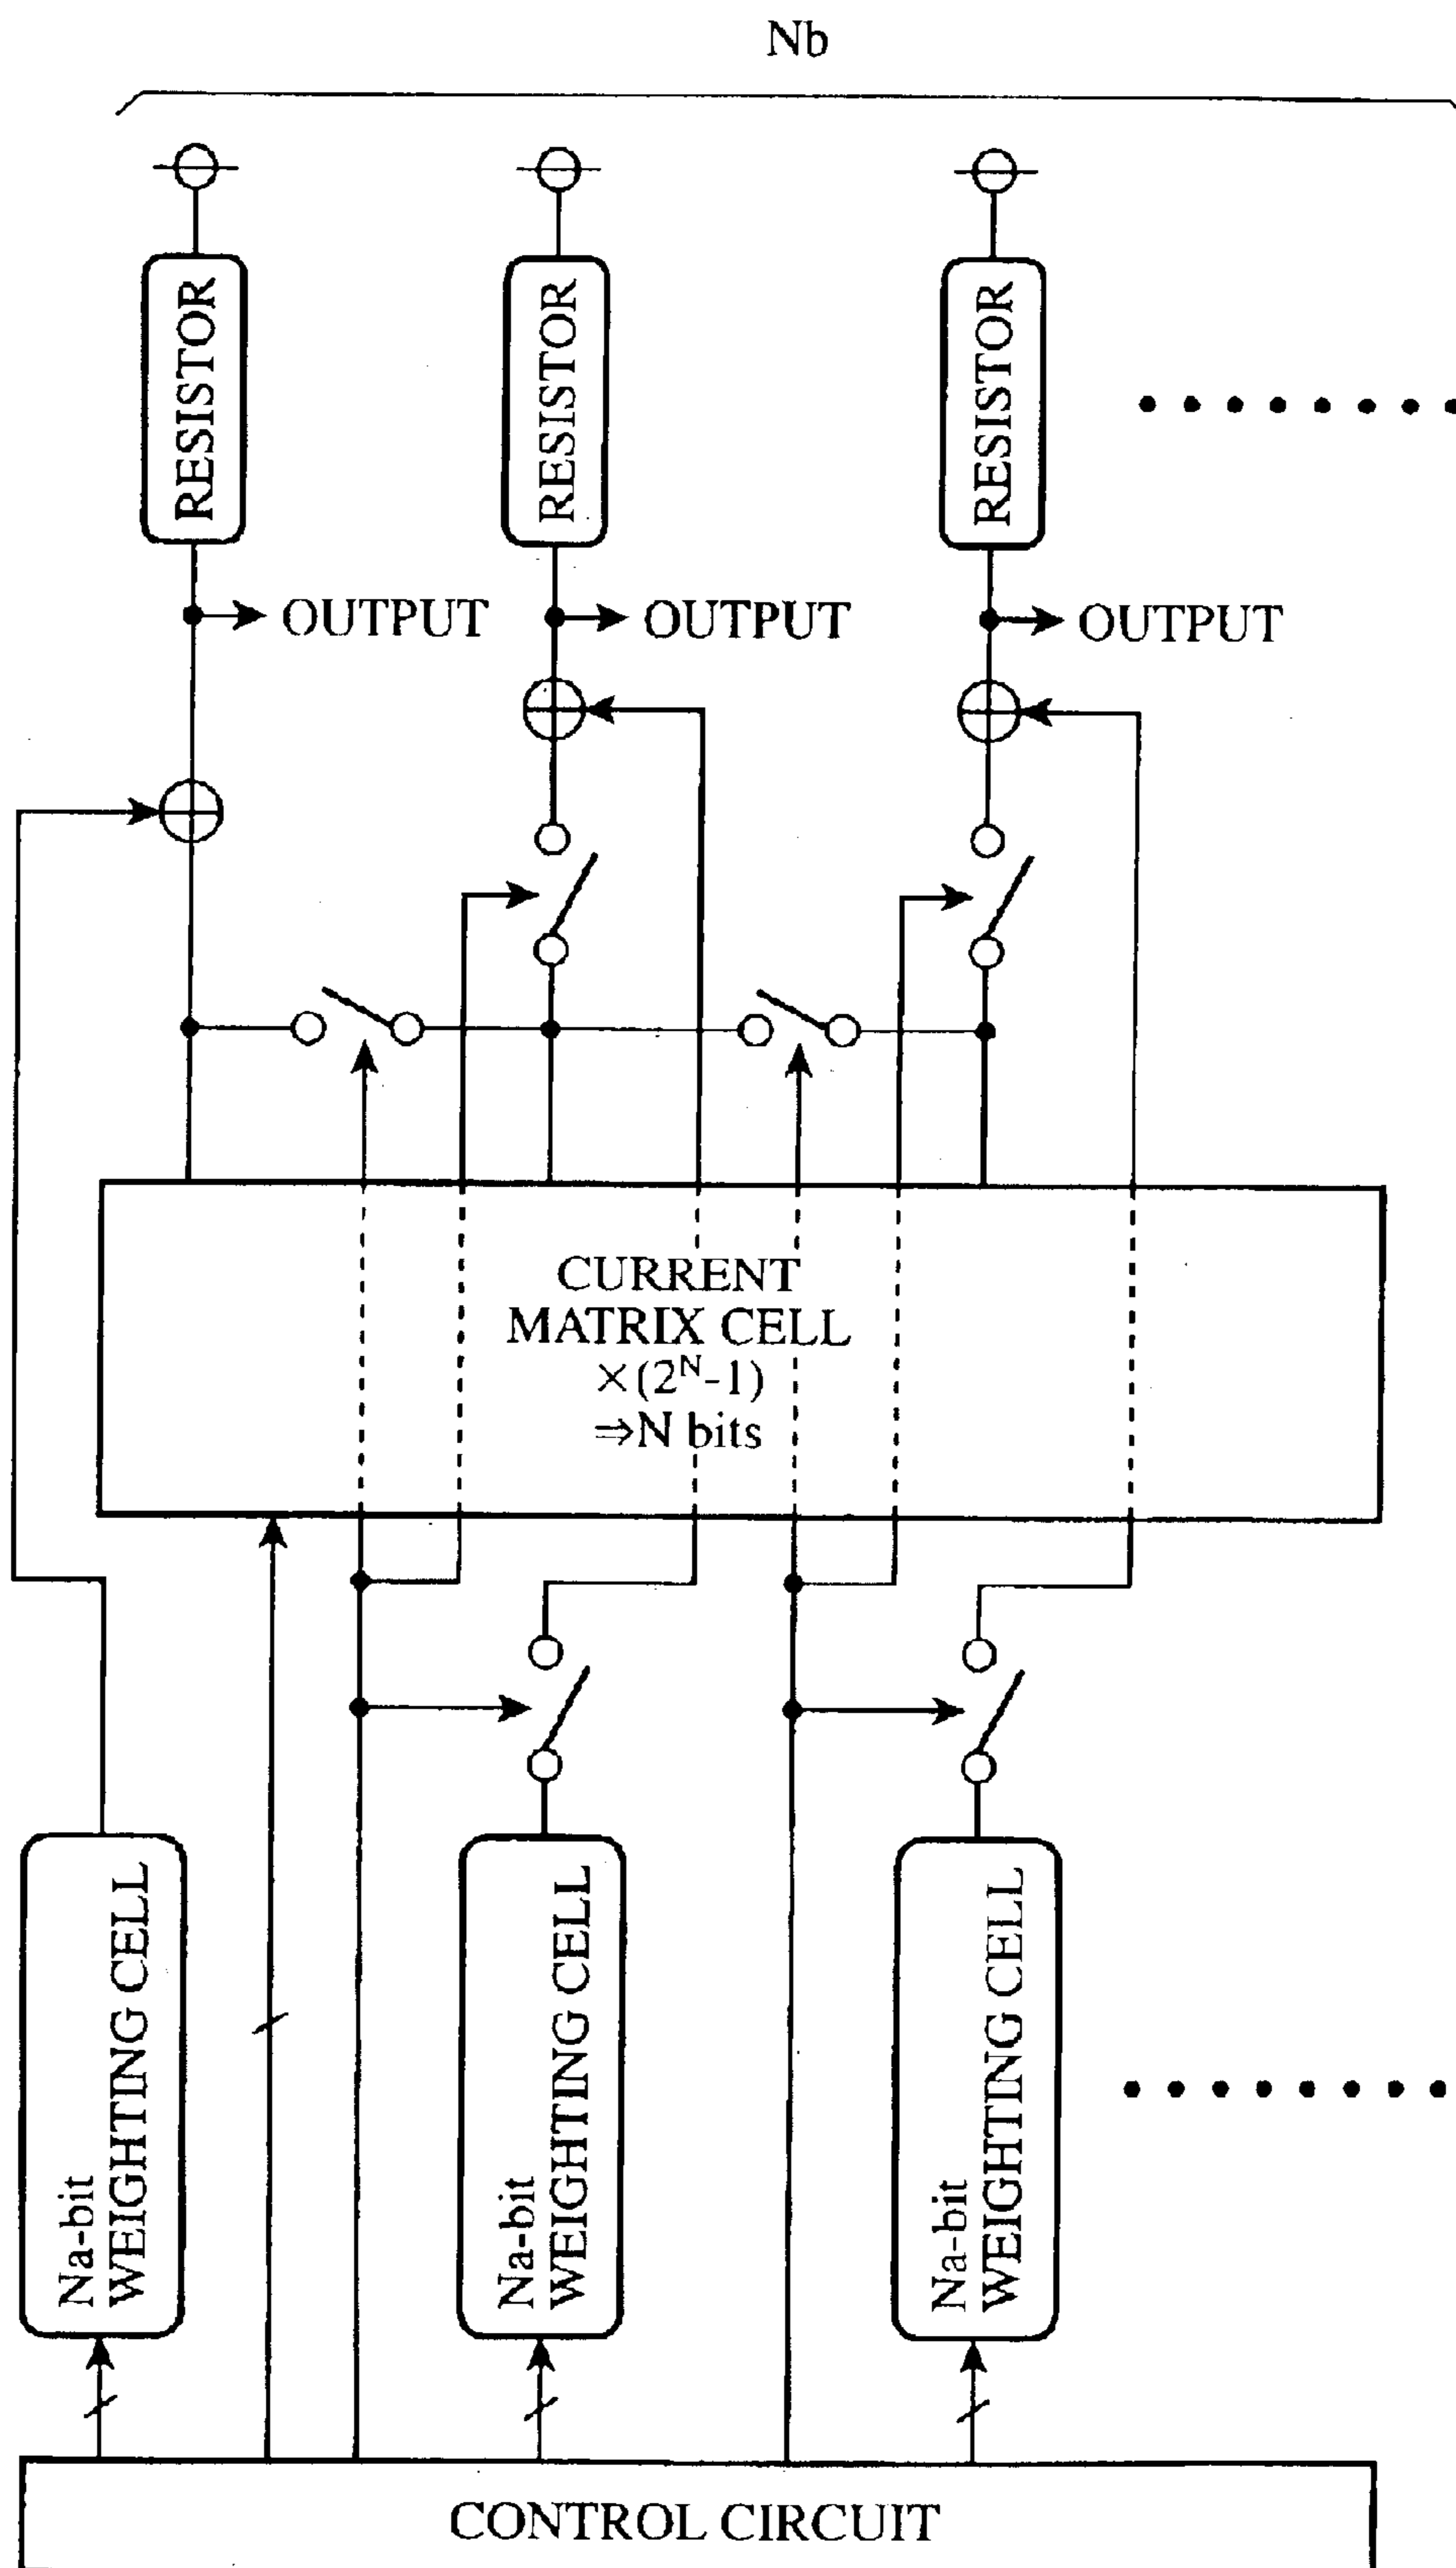 Nb
RESISTOR
RESISTOR
RESISTOR
OUTPUT
OUTPUT
OUTPUT
CURRENT
MATRIX CELL
×(2ᴺ-1)
⇒N bits
Na-bit
WEIGHTING CELL
Na-bit
WEIGHTING CELL
Na-bit
WEIGHTING CELL
CONTROL CIRCUIT